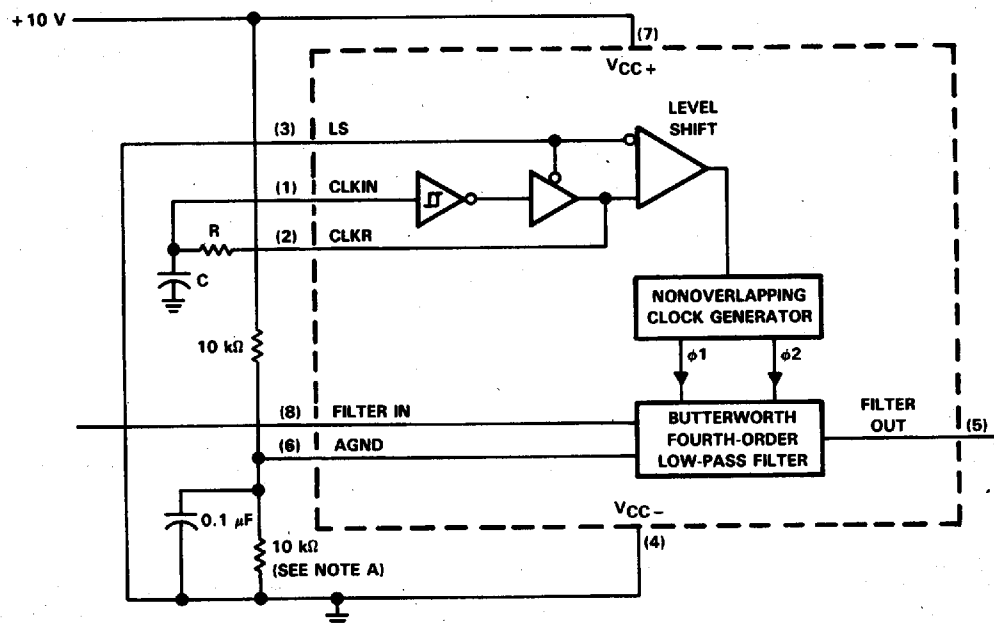 +10 V
(7)
VCC+
LEVEL
SHIFT
(3) LS
(1) CLKIN
R
(2) CLKR
C
NONOVERLAPPING
CLOCK GENERATOR
10 kΩ
ϕ1
ϕ2
(8) FILTER IN
BUTTERWORTH
FOURTH-ORDER
LOW-PASS FILTER
FILTER
OUT
(5)
(6) AGND
VCC−
0.1 μF
10 kΩ
(SEE NOTE A)
(4)